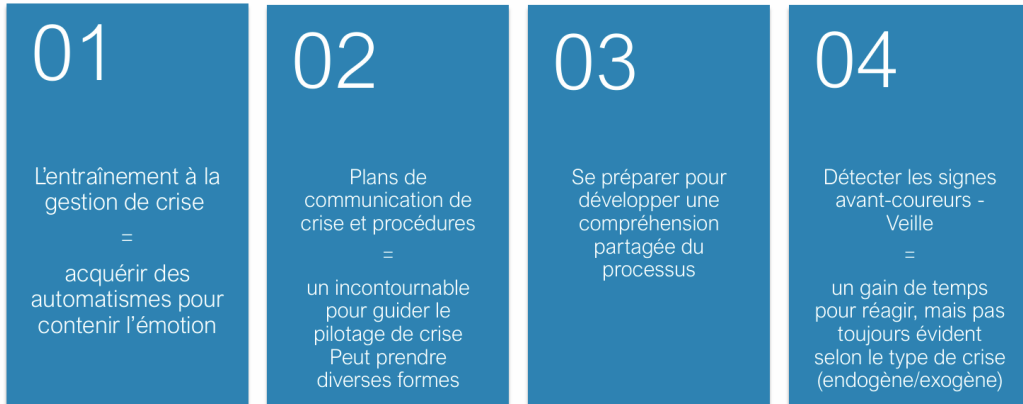 01
L'entraînement à la
gestion de crise
=
acquérir des
automatismes pour
contenir l'émotion
02
Plans de
communication de
crise et procédures
=
un incontournable
pour guider le
pilotage de crise
Peut prendre
diverses formes
03
Se préparer pour
développer une
compréhension
partagée du
processus
04
Détecter les signes
avant-coureurs -
Veille
=
un gain de temps
pour réagir, mais pas
toujours évident
selon le type de crise
(endogène/exogène)